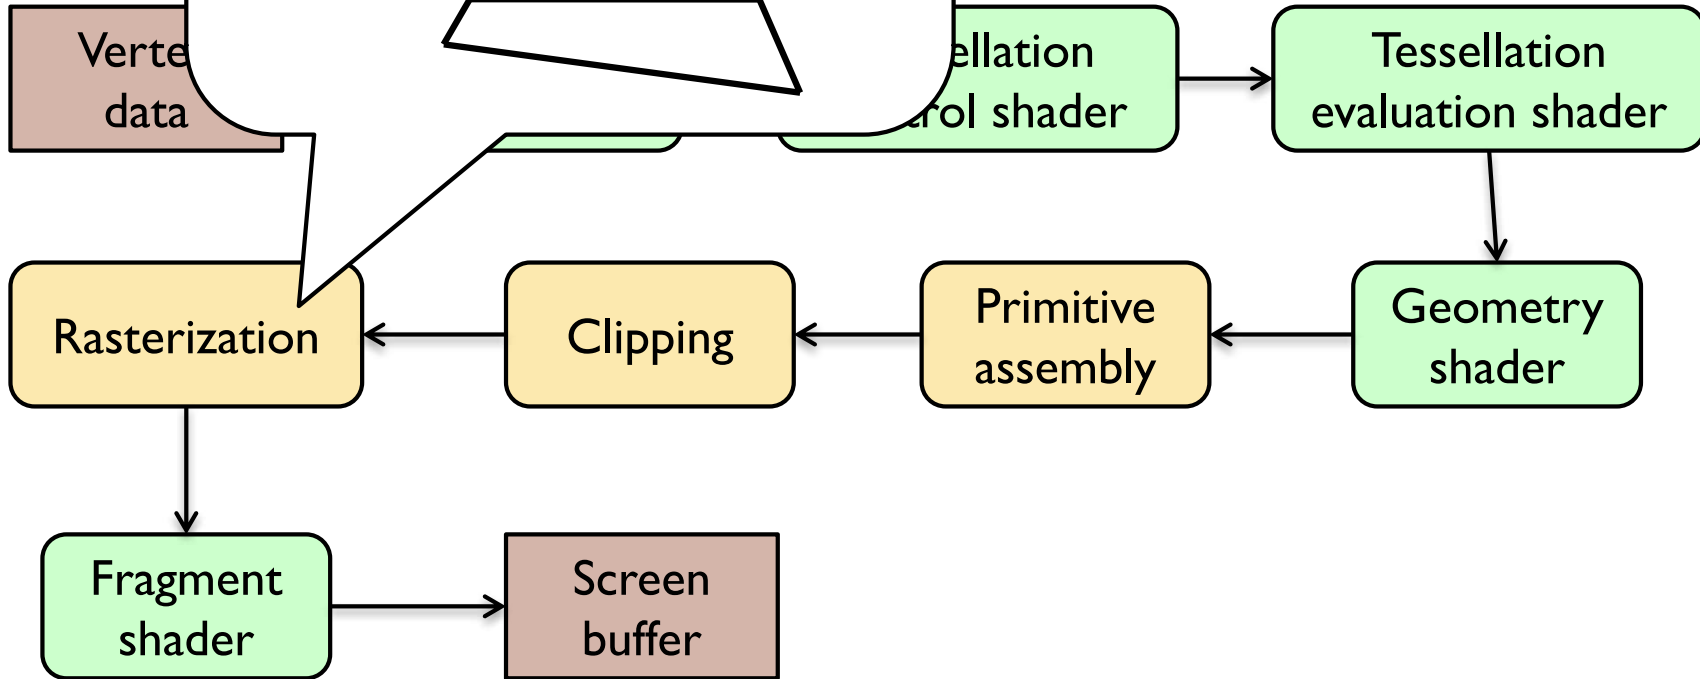 Verte
data
ellation
rol shader
Tessellation
evaluation shader
Rasterization
Clipping
Primitive
assembly
Geometry
shader
Fragment
shader
Screen
buffer